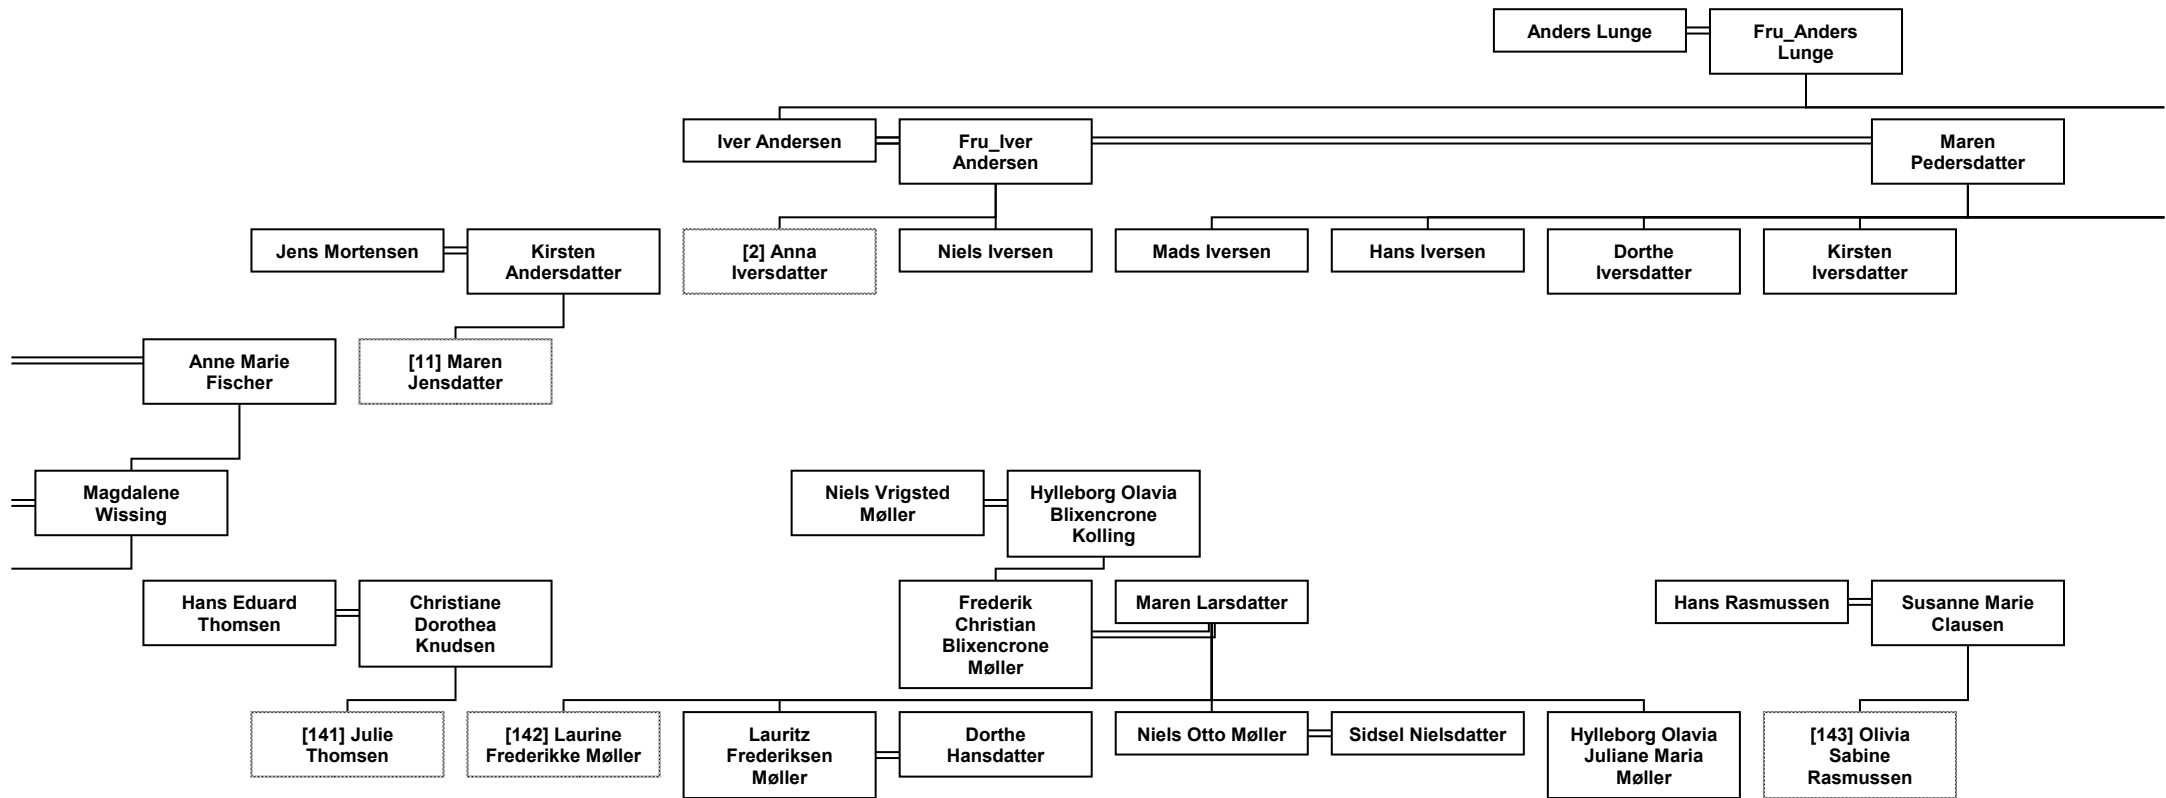 Anders Lunge
Fru_Anders
Lunge
Iver Andersen
Fru_Iver
Andersen
Maren
Pedersdatter
Jens Mortensen
Kirsten
Andersdatter
[2] Anna
Iversdatter
Niels Iversen
Mads Iversen
Hans Iversen
Dorthe
Iversdatter
Kirsten
Iversdatter
Anne Marie
Fischer
[11] Maren
Jensdatter
Magdalene
Wissing
Niels Vrigsted
Møller
Hylleborg Olavia
Blixencrone
Kolling
Hans Eduard
Thomsen
Christiane
Dorothea
Knudsen
Frederik
Christian
Blixencrone
Møller
Maren Larsdatter
Hans Rasmussen
Susanne Marie
Clausen
[141] Julie
Thomsen
[142] Laurine
Frederikke Møller
Lauritz
Frederiksen
Møller
Dorthe
Hansdatter
Niels Otto Møller
Sidsel Nielsdatter
Hylleborg Olavia
Juliane Maria
Møller
[143] Olivia
Sabine
Rasmussen